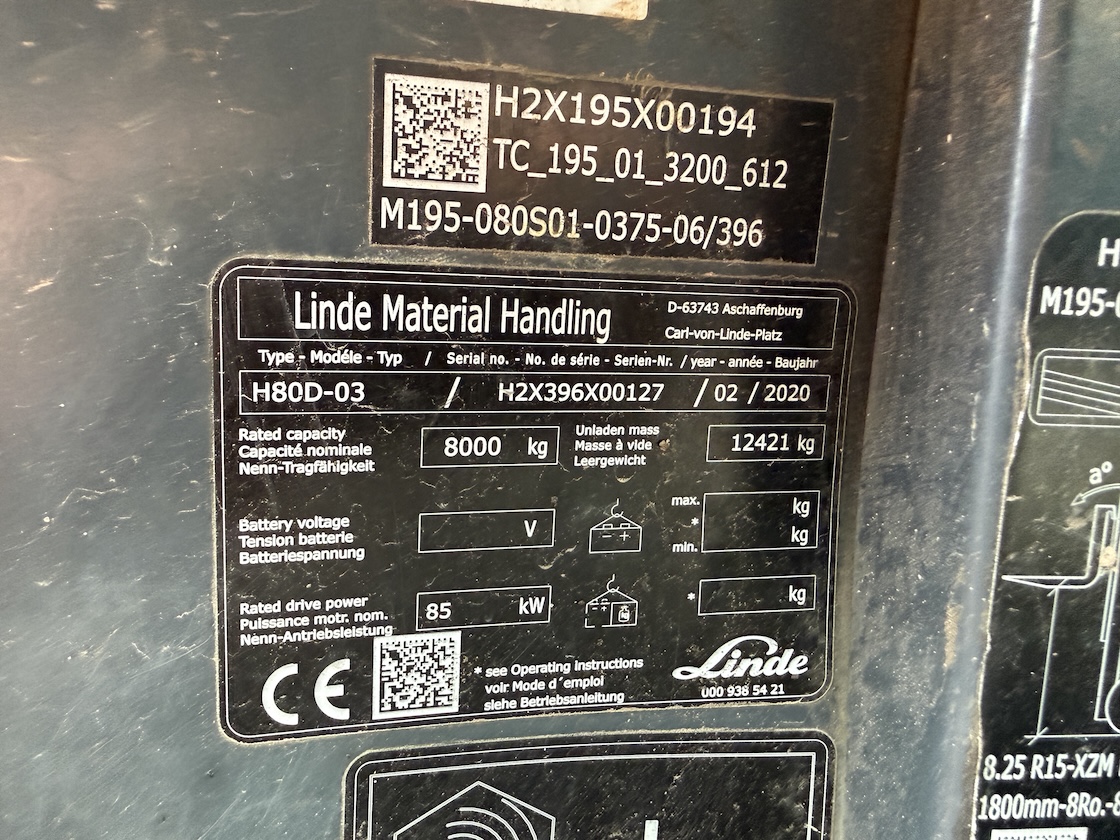 H2X195X00194
TC_195_01_3200_612
M195-080S01-0375-06/396
Linde Material Handling
D-63743 Aschaffenburg
Carl-von-Linde-Platz
Type - Modéle - Typ / Serial no. - No. de série - Serien-Nr. / year - année - Baujahr
H80D-03 / H2X396X00127 / 02 / 2020
Rated capacity
Capacité nominale
Nenn-Tragfähigkeit
8000 kg
Unladen mass
Masse à vide
Leergewicht
12421 kg
Battery voltage
Tension batterie
Batteriespannung
V
- +
max.
*
min.
kg
kg
Rated drive power
Puissance motr. nom.
Nenn-Antriebsleistung
85 kW
* kg
CE
* see Operating instructions
voir Mode d´emploi
siehe Betriebsanleitung
Linde
000 938 54 21
H
M195-
a°
8.25 R15-XZM
1800mm-8Ro.-